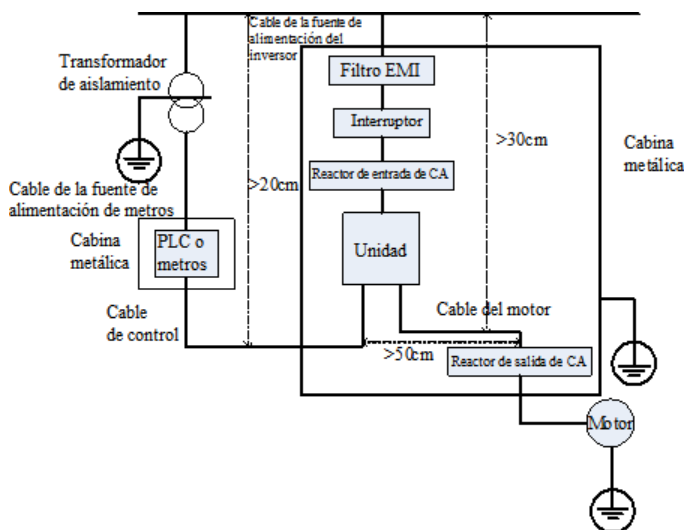 Cable de la fuente de
alimentación del
inversor
Transformador
de aislamiento
Filtro EMI
Interruptor
>30cm
Cabina
metálica
Reactor de entrada de CA
>20cm
Cable de la fuente de
alimentación de metros
Cabina
metálica
PLC o
metros
Unidad
Cable
de control
Cable del motor
>50cm
Reactor de salida de CA
Motor